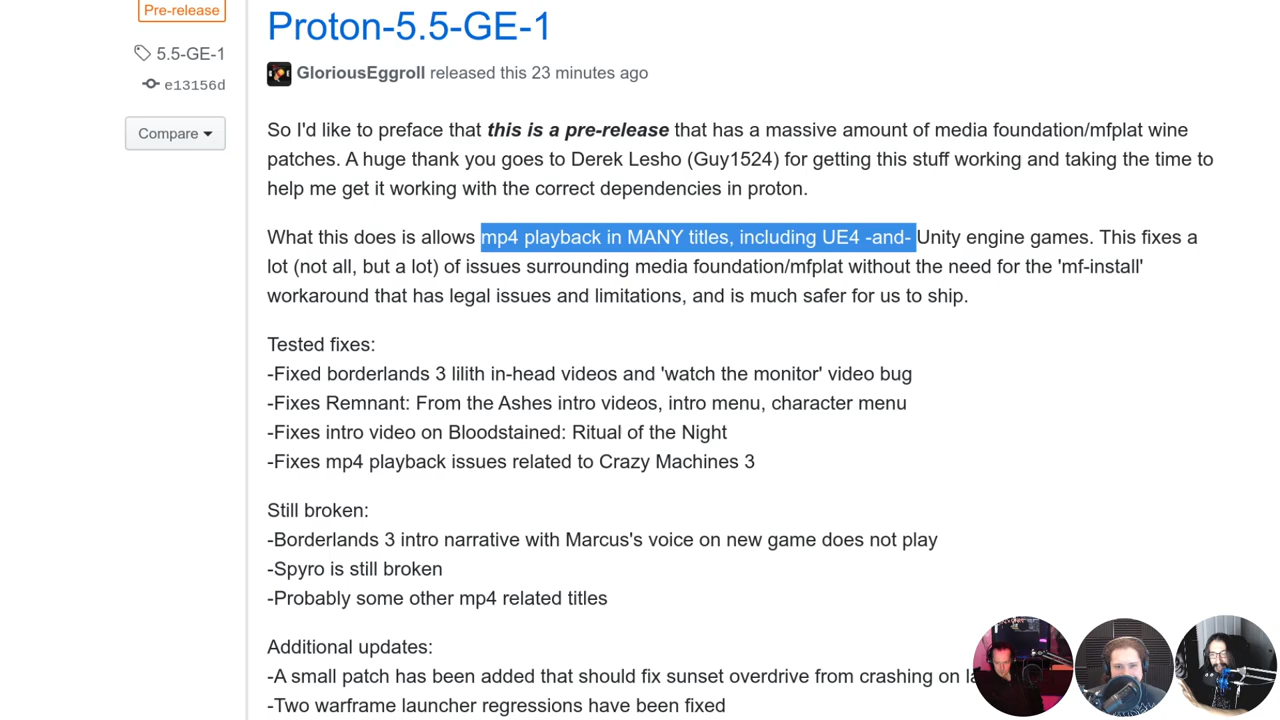 Pre-release
5.5-GE-1
e13156d
Compare
Proton-5.5-GE-1
GloriousEggroll released this 23 minutes ago
So I'd like to preface that this is a pre-release that has a massive amount of media foundation/mfplat wine
patches. A huge thank you goes to Derek Lesho (Guy1524) for getting this stuff working and taking the time to
help me get it working with the correct dependencies in proton.
What this does is allows mp4 playback in MANY titles, including UE4 -and- Unity engine games. This fixes a
lot (not all, but a lot) of issues surrounding media foundation/mfplat without the need for the 'mf-install'
workaround that has legal issues and limitations, and is much safer for us to ship.
Tested fixes:
-Fixed borderlands 3 lilith in-head videos and 'watch the monitor' video bug
-Fixes Remnant: From the Ashes intro videos, intro menu, character menu
-Fixes intro video on Bloodstained: Ritual of the Night
-Fixes mp4 playback issues related to Crazy Machines 3
Still broken:
-Borderlands 3 intro narrative with Marcus's voice on new game does not play
-Spyro is still broken
-Probably some other mp4 related titles
Additional updates:
-A small patch has been added that should fix sunset overdrive from crashing on
-Two warframe launcher regressions have been fixed